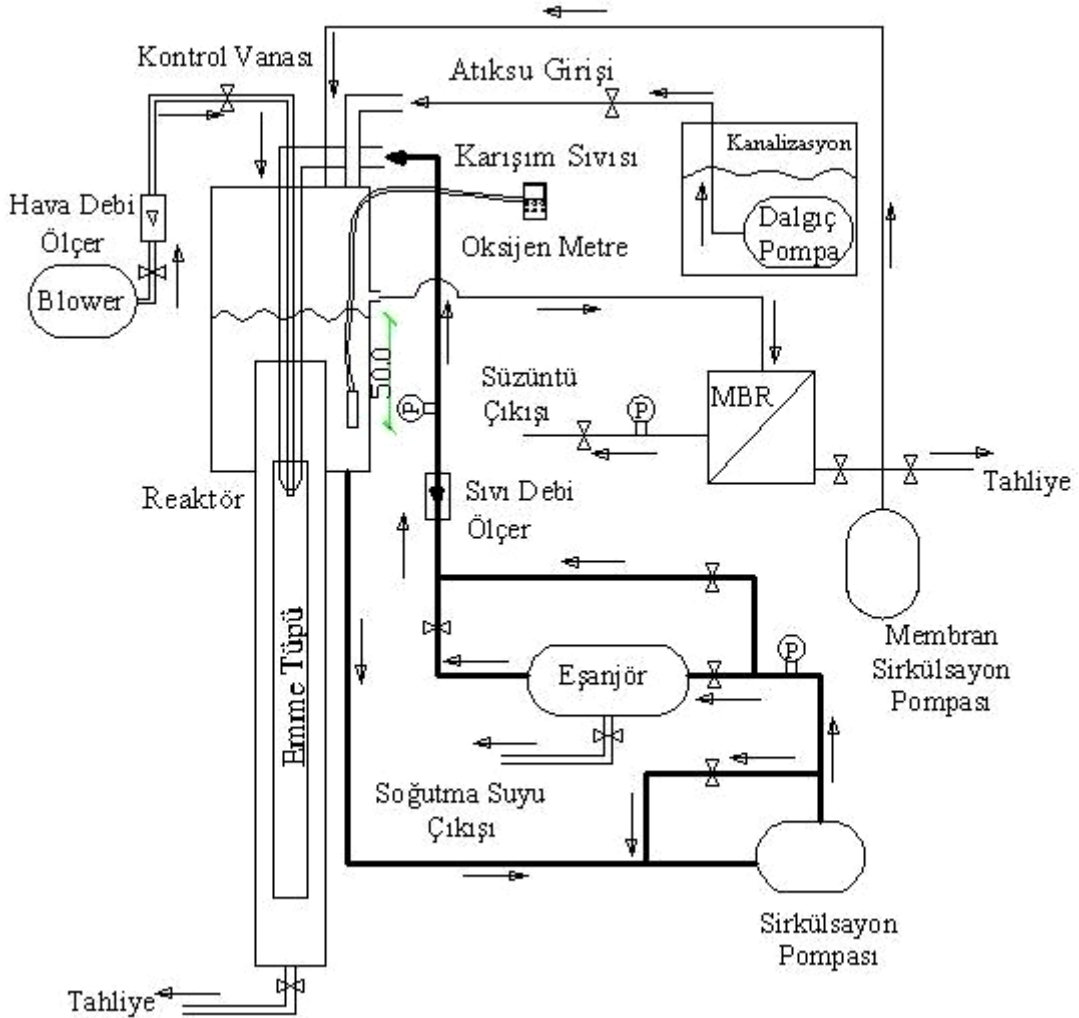 Kontrol Vanası
Atıksu Girişi
Kanalizasyon
Karışım Sıvısı
Hava Debi
Ölçer
Dalgıç
Pompa
Oksijen Metre
Blower
50.0
Süzüntü
Çıkışı
P
P
MBR
Tahliye
Reaktör
Sıvı Debi
Ölçer
Emme Tüpü
P
Membran
Sirkülsayon
Pompası
Eşanjör
Soğutma Suyu
Çıkışı
Sirkülsayon
Pompası
Tahliye